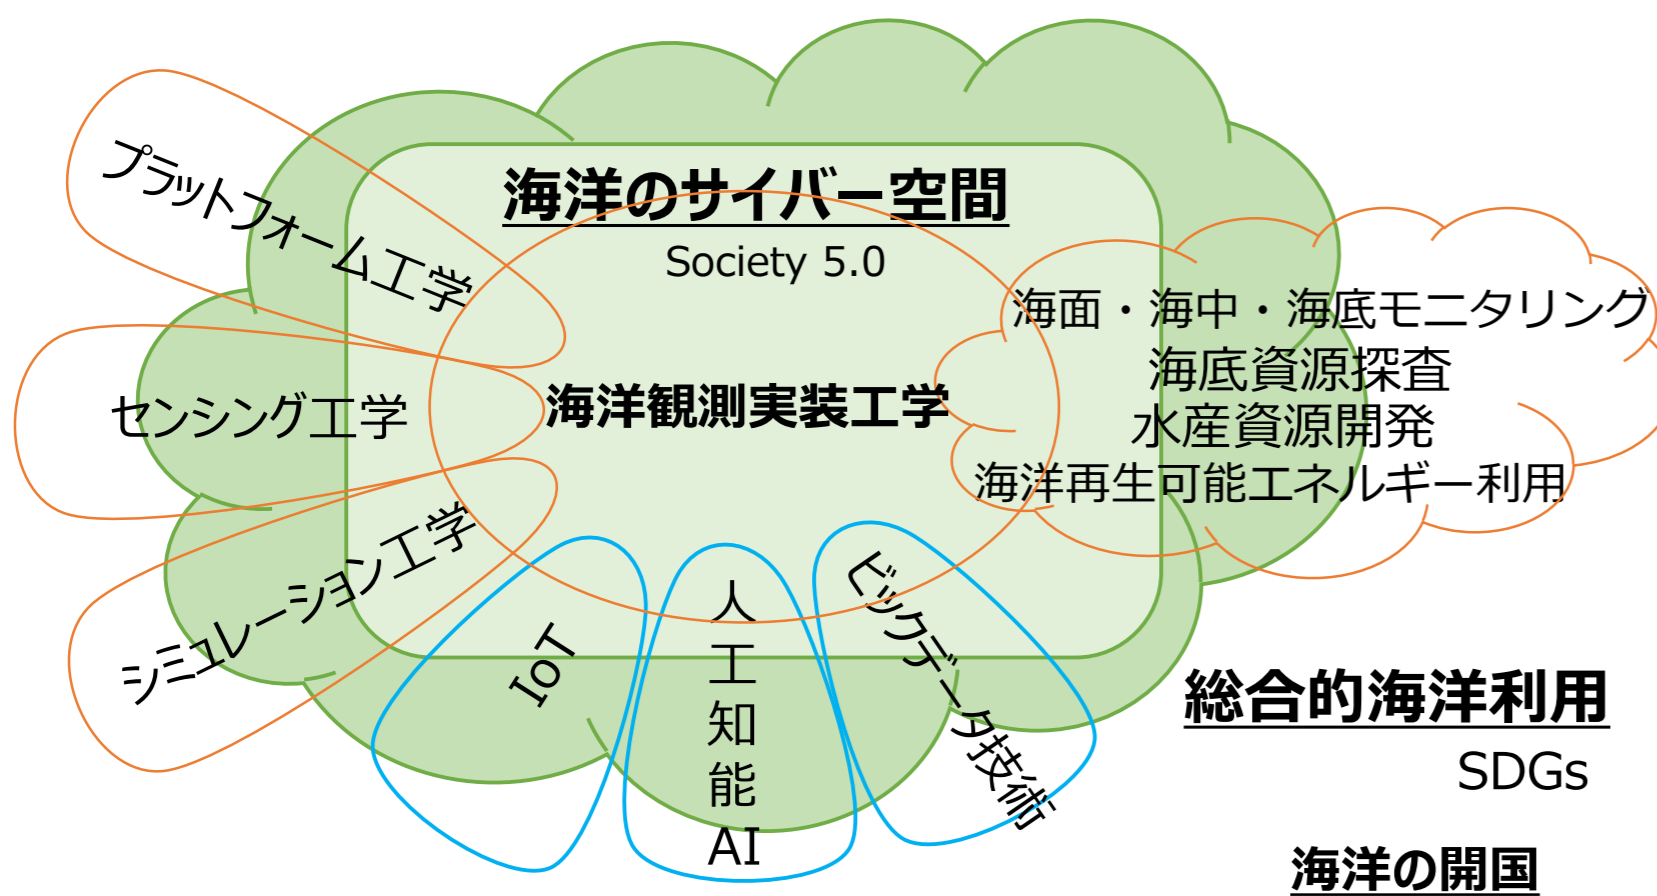 海洋のサイバー空間
Society 5.0
プラットフォーム工学
センシング工学
シミュレーション工学
海洋観測実装工学
海面・海中・海底モニタリング
海底資源探査
水産資源開発
海洋再生可能エネルギー利用
IoT
人工知能AI
ビックデータ技術
総合的海洋利用
SDGs
海洋の開国